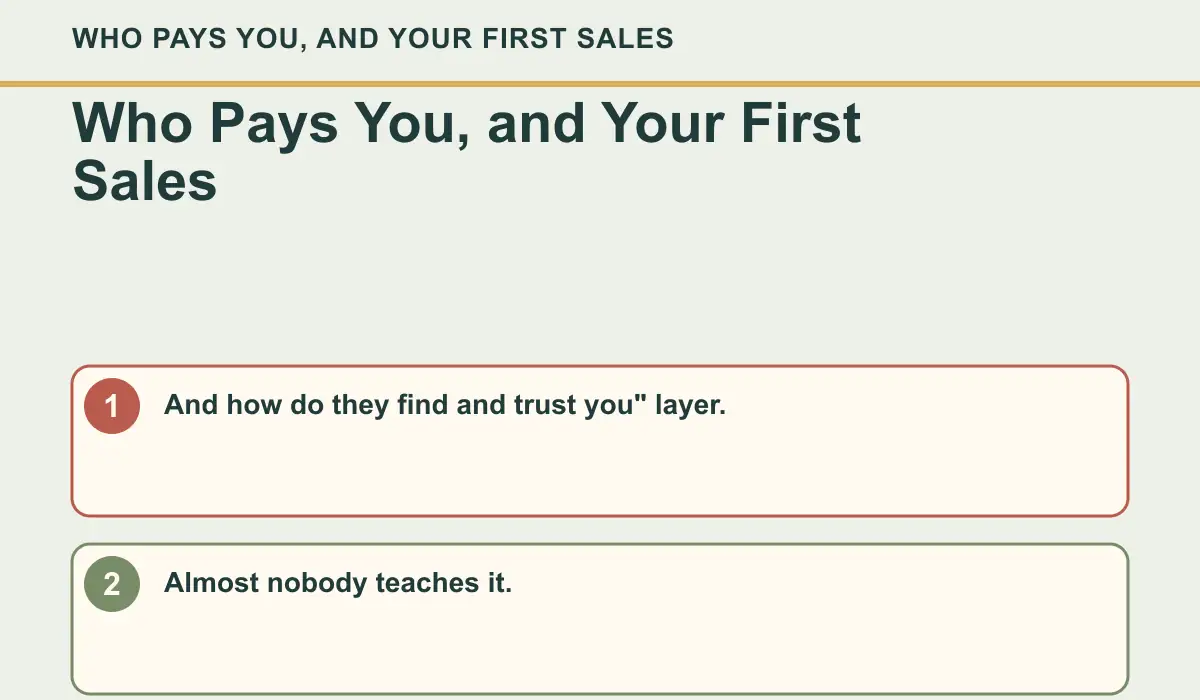 WHO PAYS YOU, AND YOUR FIRST SALES
Who Pays You, and Your First
Sales
1
And how do they find and trust you" layer.
2
Almost nobody teaches it.